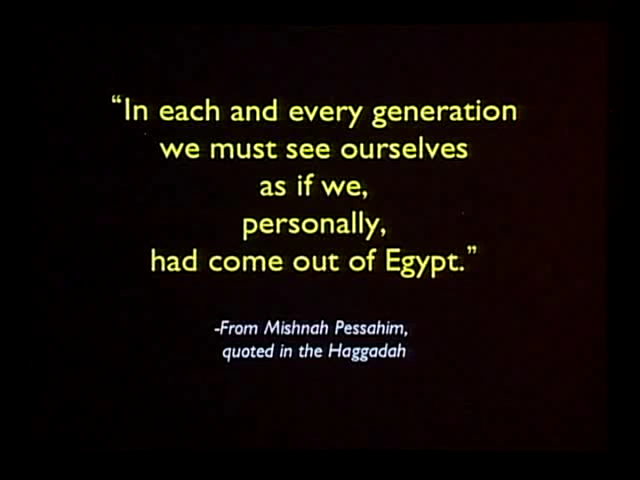 “In each and every generation
we must see ourselves
as if we,
personally,
had come out of Egypt.”
-From Mishnah Pessahim,
quoted in the Haggadah